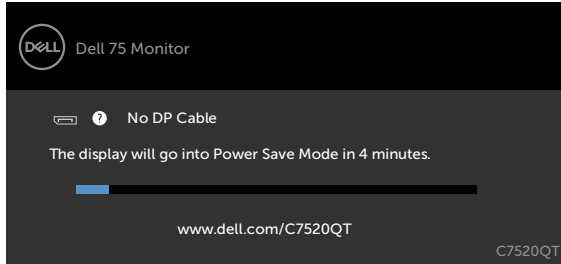 DELL
Dell 75 Monitor
? No DP Cable
The display will go into Power Save Mode in 4 minutes.
www.dell.com/C7520QT
C7520QT